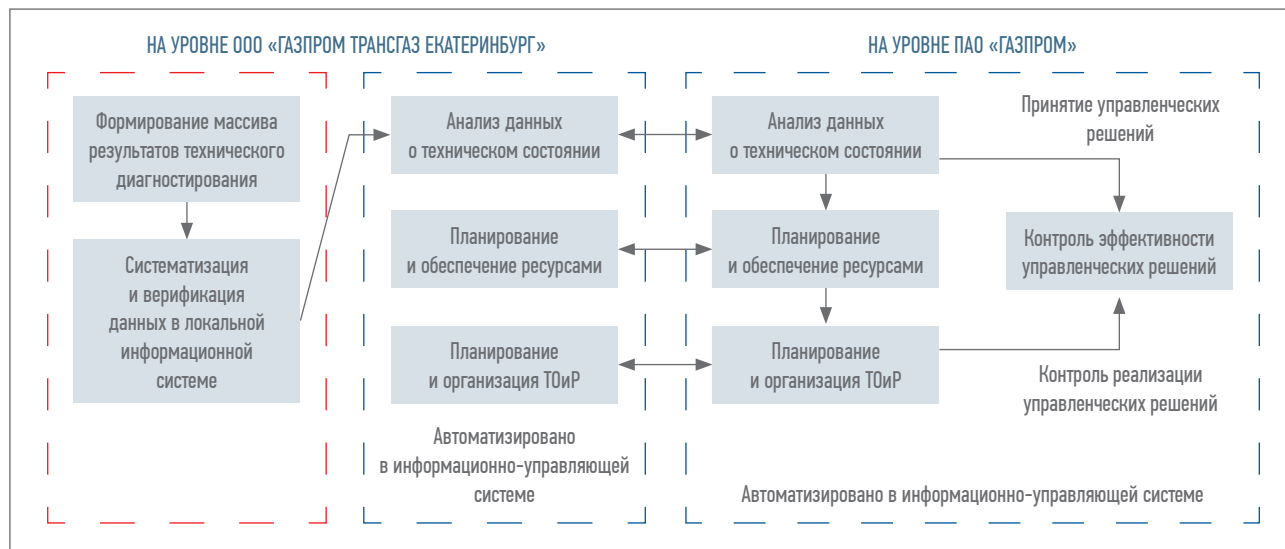 НА УРОВНЕ ООО «ГАЗПРОМ ТРАНСГАЗ ЕКАТЕРИНБУРГ»
НА УРОВНЕ ПАО «ГАЗПРОМ»
Формирование массива
результатов технического
диагностирования
Систематизация
и верификация
данных в локальной
информационной
системе
Анализ данных
о техническом состоянии
Планирование
и обеспечение ресурсами
Планирование
и организация ТОиР
Автоматизировано
в информационно-управляющей
системе
Анализ данных
о техническом состоянии
Планирование
и обеспечение ресурсами
Планирование
и организация ТОиР
Принятие управленческих
решений
Контроль эффективности
управленческих решений
Контроль реализации
управленческих решений
Автоматизировано в информационно-управляющей системе